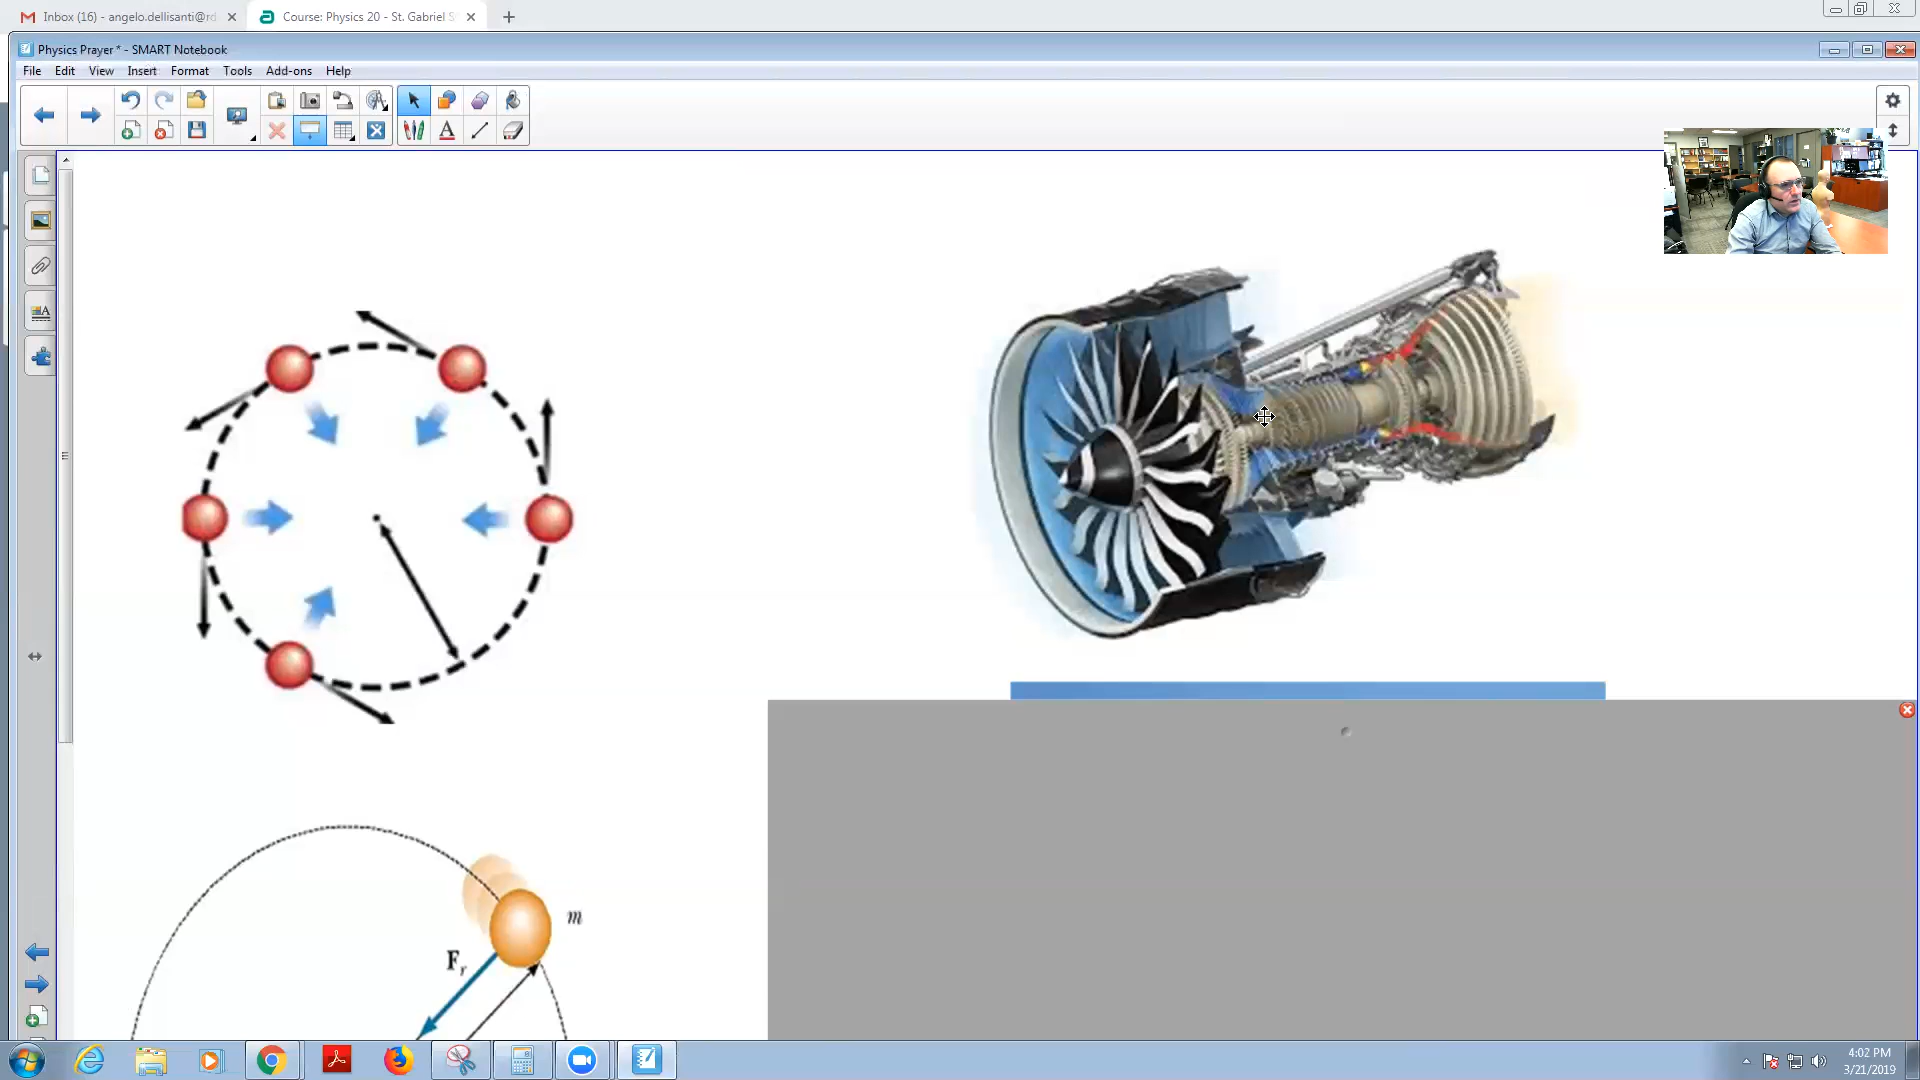 Inbox (16) - angelo.dellisanti@rd
Course: Physics 20 - St. Gabriel S
Physics Prayer * - SMART Notebook
File Edit View Insert Format Tools Add-ons Help
A
m
Fr
4:02 PM
3/21/2019